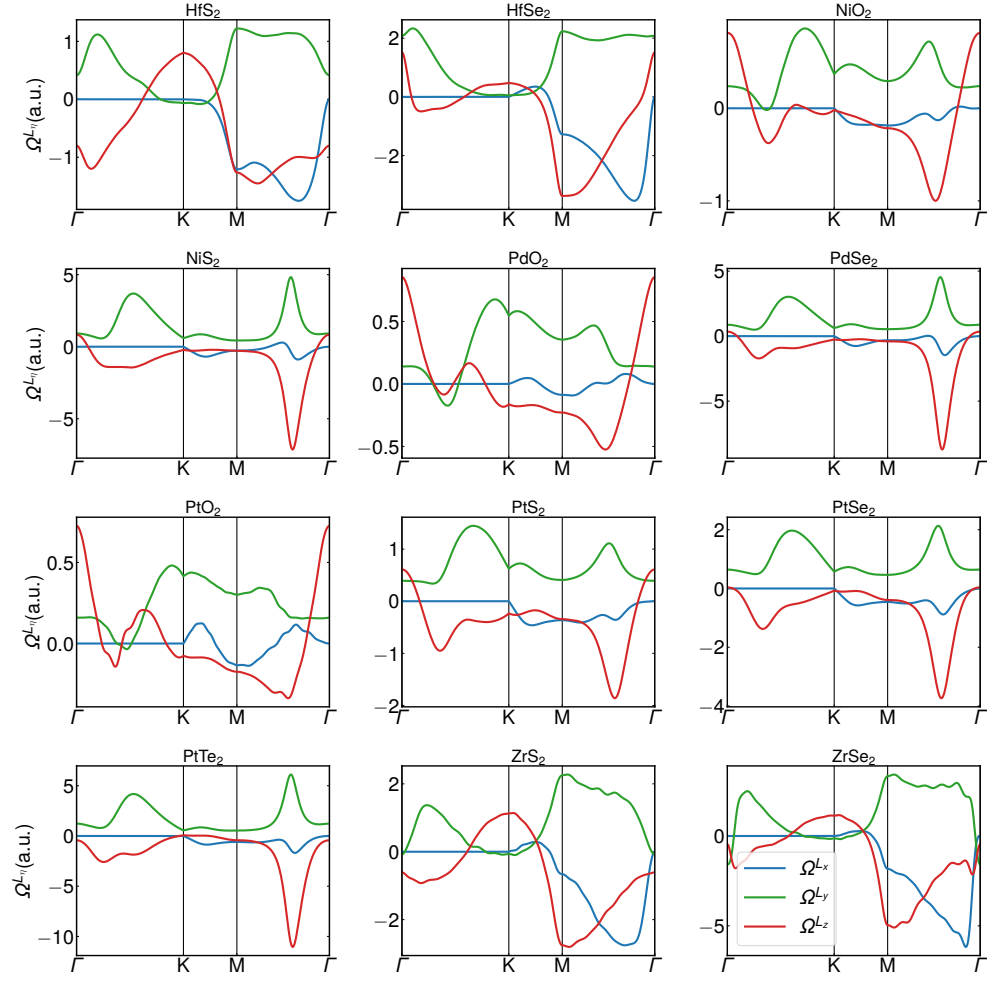 HfS₂
HfSe₂
NiO₂
Ω^{L_η}(a.u.)
1
0
−1
Γ K M Γ
2
0
−2
Γ K M Γ
0
−1
Γ K M Γ
NiS₂
PdO₂
PdSe₂
Ω^{L_η}(a.u.)
5
0
−5
Γ K M Γ
0.5
0.0
−0.5
Γ K M Γ
0
−5
Γ K M Γ
PtO₂
PtS₂
PtSe₂
Ω^{L_η}(a.u.)
0.5
0.0
Γ K M Γ
1
0
−1
−2
Γ K M Γ
2
0
−2
−4
Γ K M Γ
PtTe₂
ZrS₂
ZrSe₂
Ω^{L_η}(a.u.)
5
0
−5
−10
Γ K M Γ
2
0
−2
Γ K M Γ
0
−5
Ω^{L_x}
Ω^{L_y}
Ω^{L_z}
Γ K M Γ